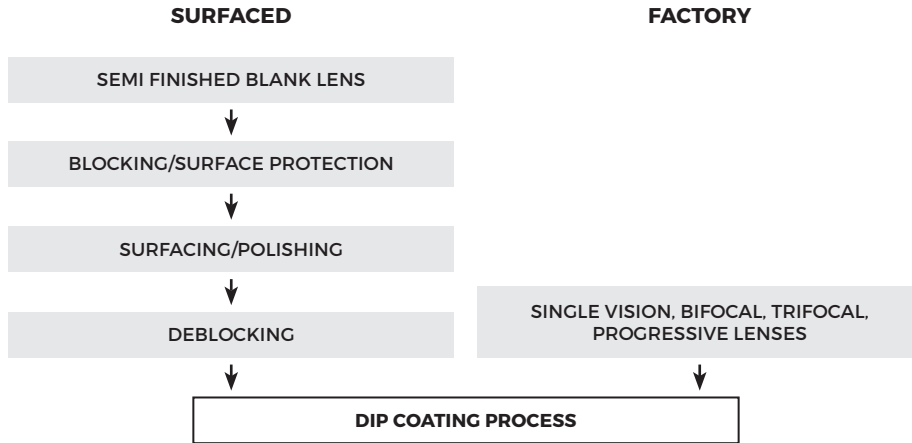 SURFACED
FACTORY
SEMI FINISHED BLANK LENS
BLOCKING/SURFACE PROTECTION
SURFACING/POLISHING
DEBLOCKING
SINGLE VISION, BIFOCAL, TRIFOCAL,
PROGRESSIVE LENSES
DIP COATING PROCESS